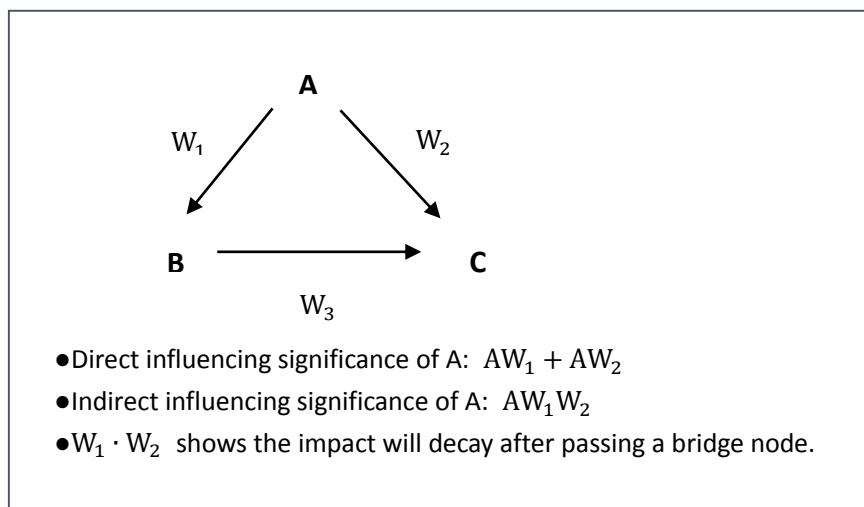 A
W₁
W₂
B
C
W₃
●Direct influencing significance of A: AW₁ + AW₂
●Indirect influencing significance of A: AW₁W₂
●W₁ · W₂ shows the impact will decay after passing a bridge node.